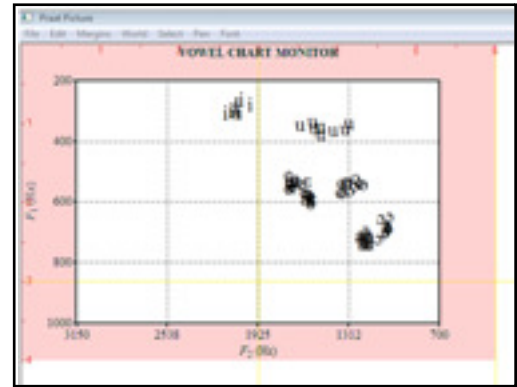 Praat Picture
File Edit Margins World Select Pen Font
VOWEL CHART MONITOR
200
400
600
800
1000
3150 2538 1925 1312 700
F1 (Hz)
F2 (Hz)
i i i
u u u u